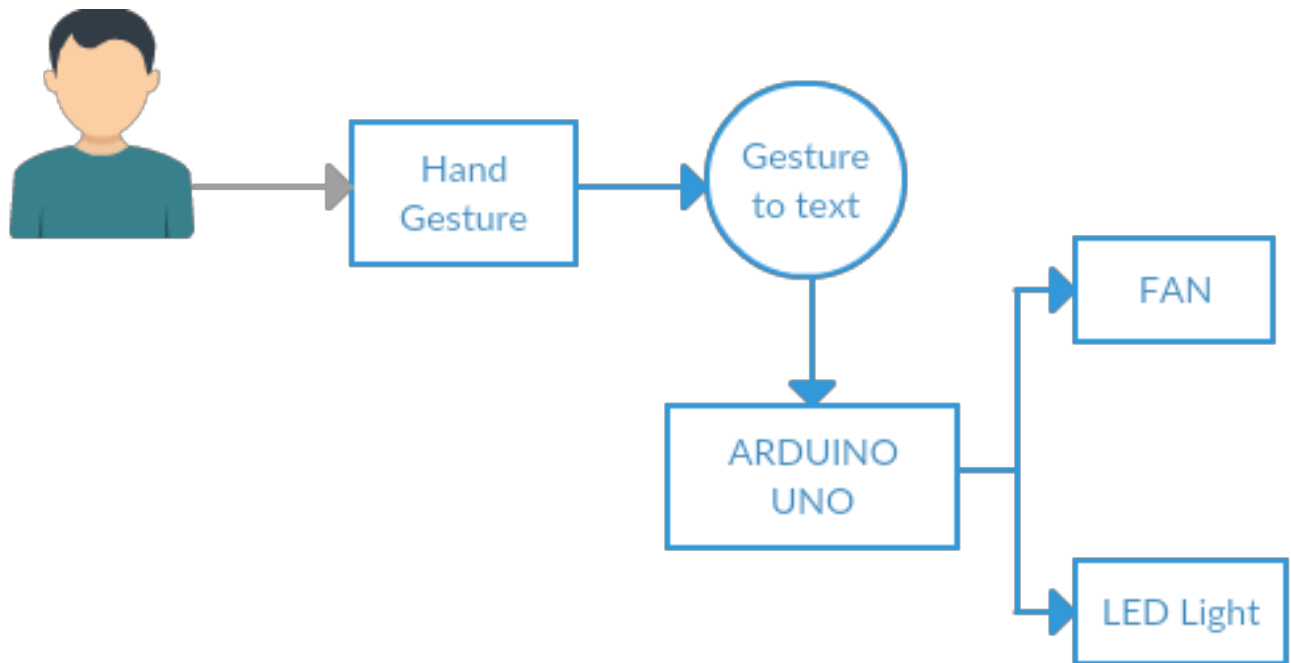 Hand
Gesture
Gesture
to text
FAN
ARDUINO
UNO
LED Light